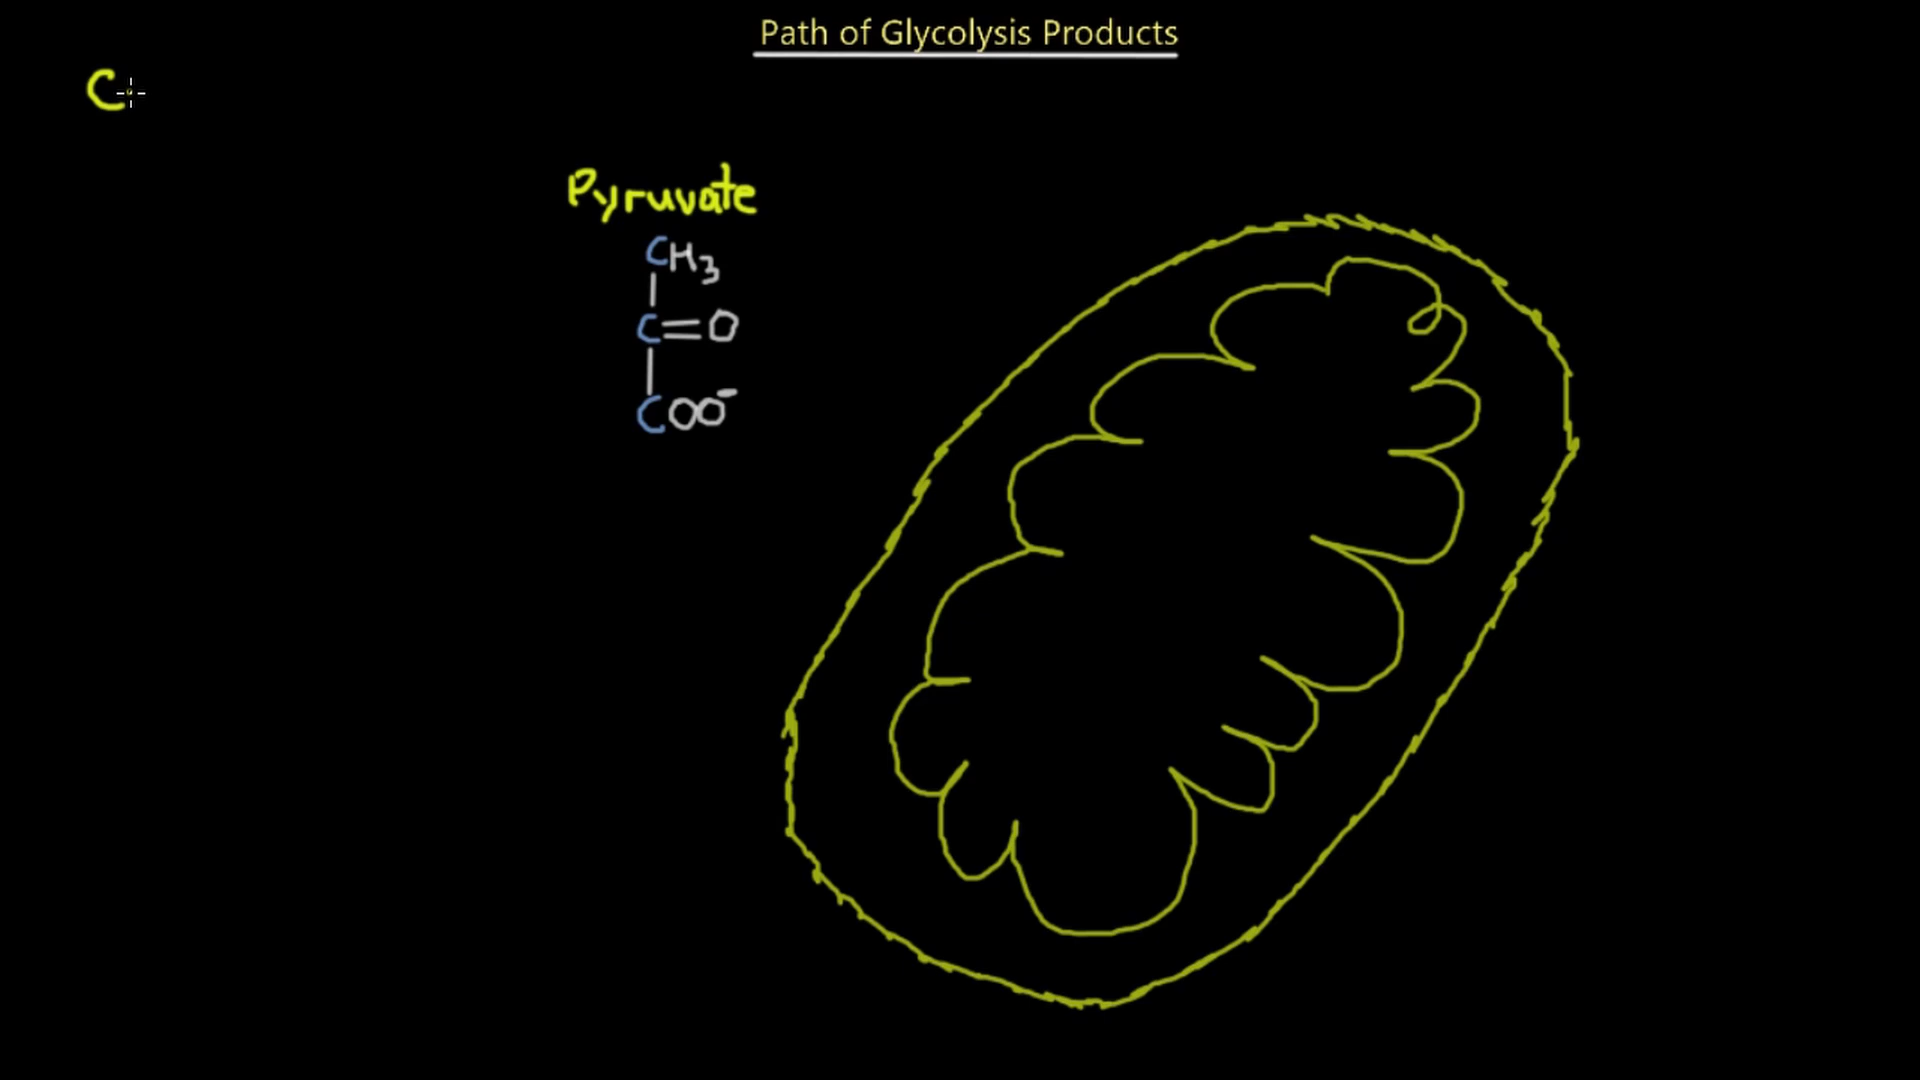 Path of Glycolysis Products
C
Pyruvate
CH₃
C=O
COO⁻